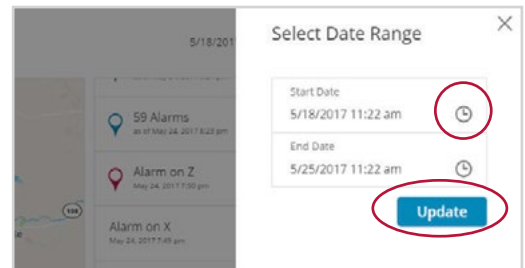 5/18/201
Select Date Range
Start Date
5/18/2017 11:22 am
End Date
5/25/2017 11:22 am
Update
59 Alarms
as of May 24, 2017 8:23 pm
Alarm on Z
May 24, 2017 7:50 pm
Alarm on X
May 24, 2017 7:49 pm